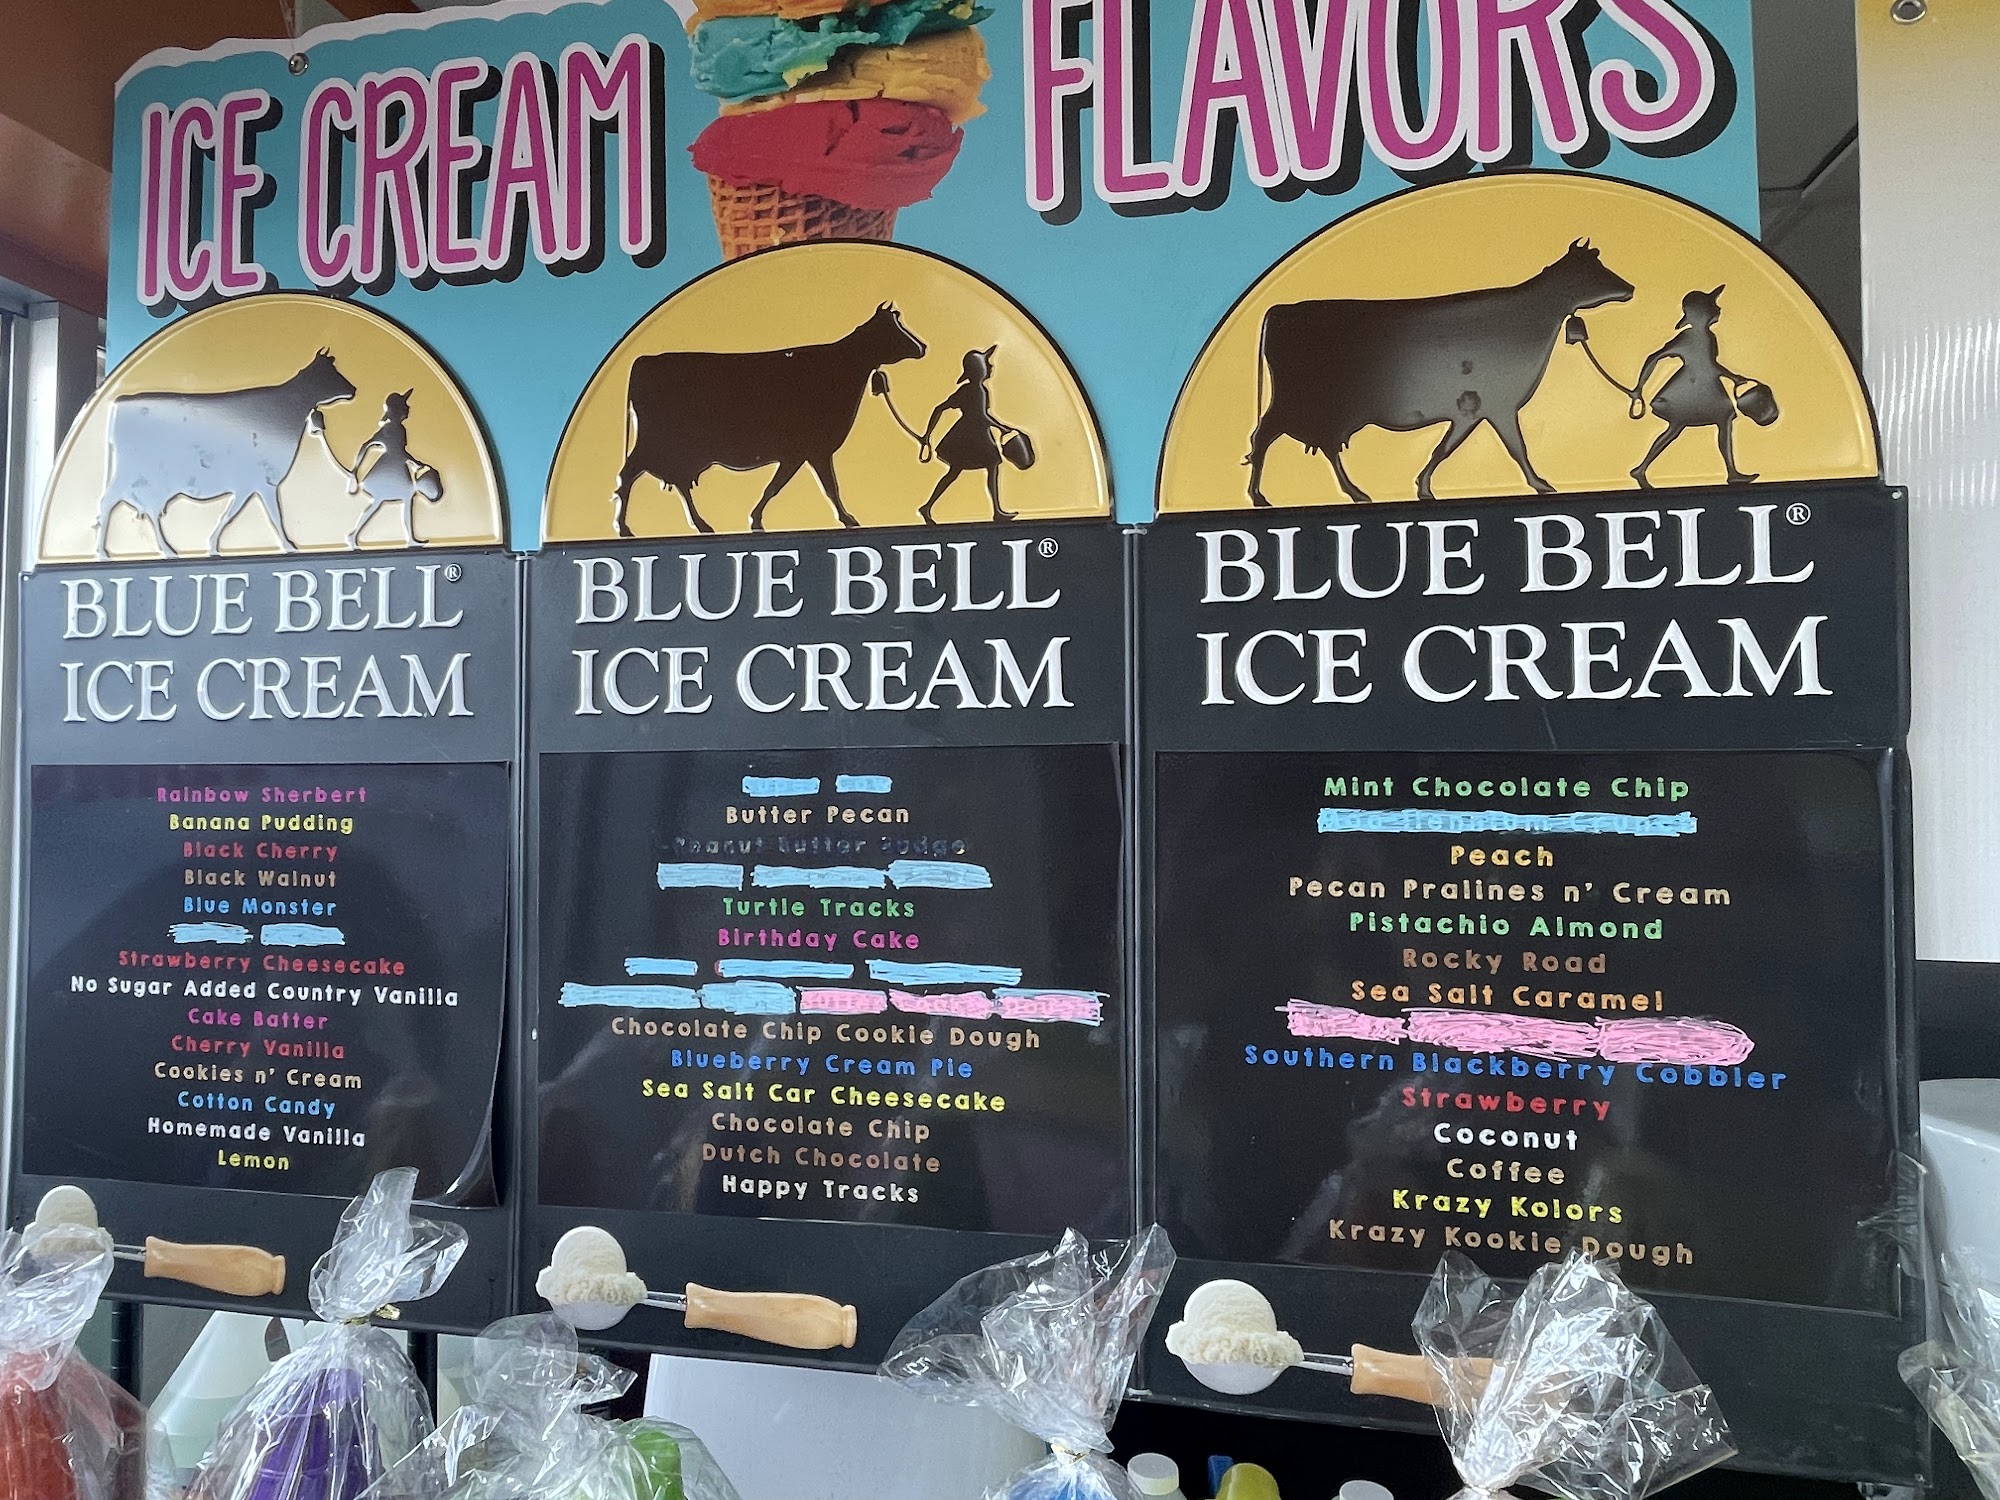 ICE CREAM FLAVORS
BLUE BELL®
ICE CREAM
Rainbow Sherbert
Banana Pudding
Black Cherry
Black Walnut
Blue Monster
Strawberry Cheesecake
No Sugar Added Country Vanilla
Cake Batter
Cherry Vanilla
Cookies n' Cream
Cotton Candy
Homemade Vanilla
Lemon
BLUE BELL®
ICE CREAM
Butter Pecan
Peanut Butter Fudge
Turtle Tracks
Birthday Cake
Chocolate Chip Cookie Dough
Blueberry Cream Pie
Sea Salt Car Cheesecake
Chocolate Chip
Dutch Chocolate
Happy Tracks
BLUE BELL®
ICE CREAM
Mint Chocolate Chip
Peach
Pecan Pralines n' Cream
Pistachio Almond
Rocky Road
Sea Salt Caramel
Southern Blackberry Cobbler
Strawberry
Coconut
Coffee
Krazy Kolors
Krazy Kookie Dough